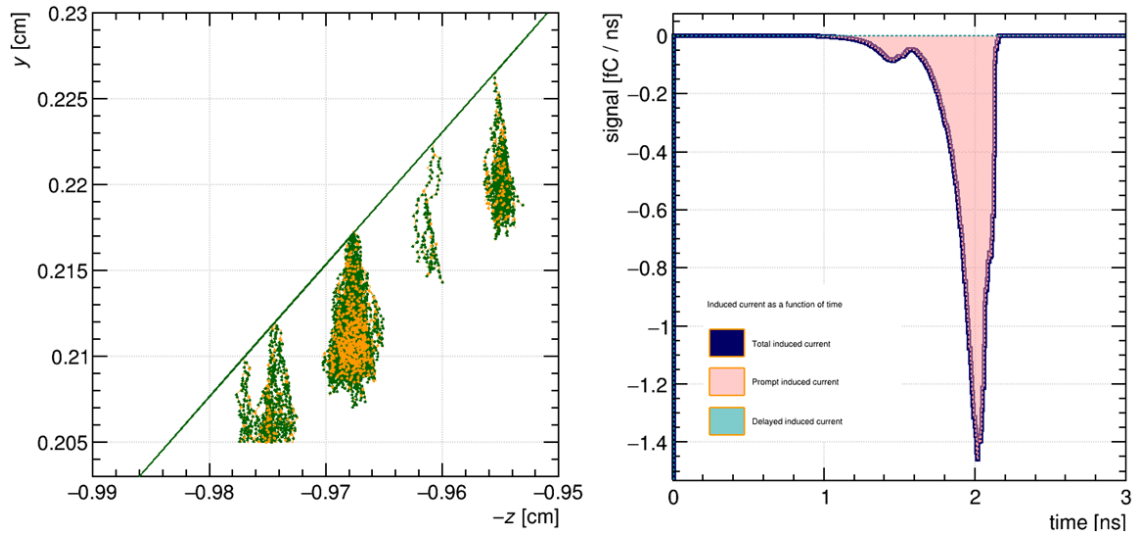 y [cm]
0.23
0.225
0.22
0.215
0.21
0.205
−0.99
−0.98
−0.97
−0.96
−0.95
−z [cm]
signal [fC / ns]
0
−0.2
−0.4
−0.6
−0.8
−1
−1.2
−1.4
Induced current as a function of time
Total induced current
Prompt induced current
Delayed induced current
0
1
2
3
time [ns]